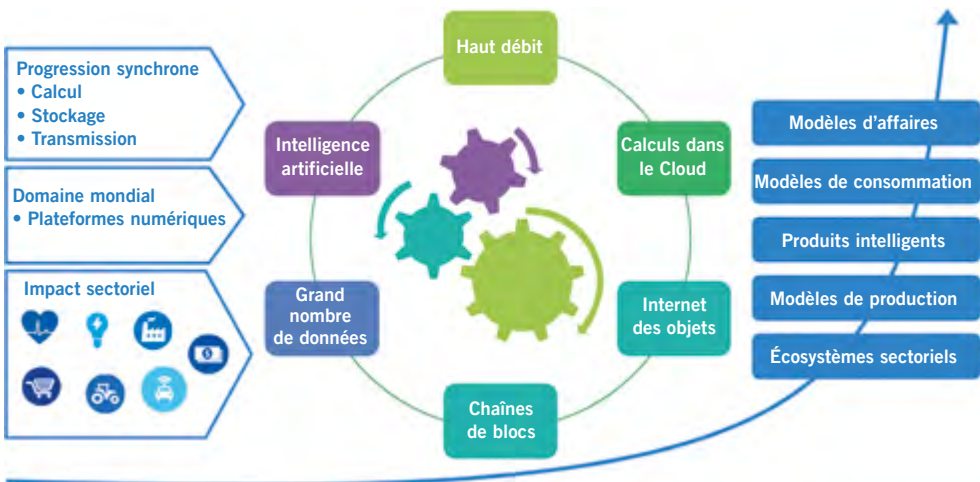 Progression synchrone
• Calcul
• Stockage
• Transmission
Domaine mondial
• Plateformes numériques
Impact sectoriel
Haut débit
Intelligence
artificielle
Calculs dans
le Cloud
Grand
nombre
de données
Internet
des objets
Chaînes
de blocs
Modèles d'affaires
Modèles de consommation
Produits intelligents
Modèles de production
Écosystèmes sectoriels